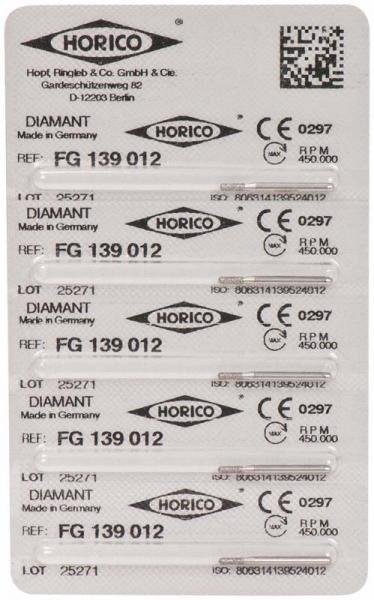 HORICO ®
Hopf, Ringleb & Co. GmbH & Cie.
Gardeschützenweg 82
D-12203 Berlin
DIAMANT
Made in Germany
HORICO ®
CE 0297
REF: FG 139 012
MAX
RPM
450.000
LOT 25271
ISO: 806314139524012
DIAMANT
Made in Germany
HORICO ®
CE 0297
REF: FG 139 012
MAX
RPM
450.000
LOT 25271
ISO: 806314139524012
DIAMANT
Made in Germany
HORICO ®
CE 0297
REF: FG 139 012
MAX
RPM
450.000
LOT 25271
ISO: 806314139524012
DIAMANT
Made in Germany
HORICO ®
CE 0297
REF: FG 139 012
MAX
RPM
450.000
LOT 25271
ISO: 806314139524012
DIAMANT
Made in Germany
HORICO ®
CE 0297
REF: FG 139 012
MAX
RPM
450.000
LOT 25271
ISO: 806314139524012